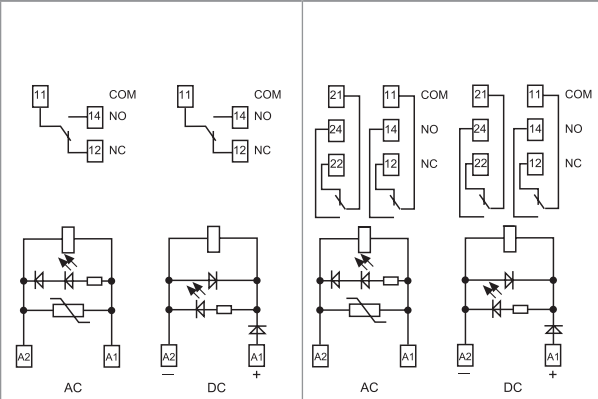 11 COM 11 COM 21 11 COM 21 11 COM
14 NO 14 NO 24 14 NO 24 14 NO
12 NC 12 NC 22 12 NC 22 12 NC
A2 A1 A2 A1 A2 A1 A2 A1
— + — +
AC DC AC DC